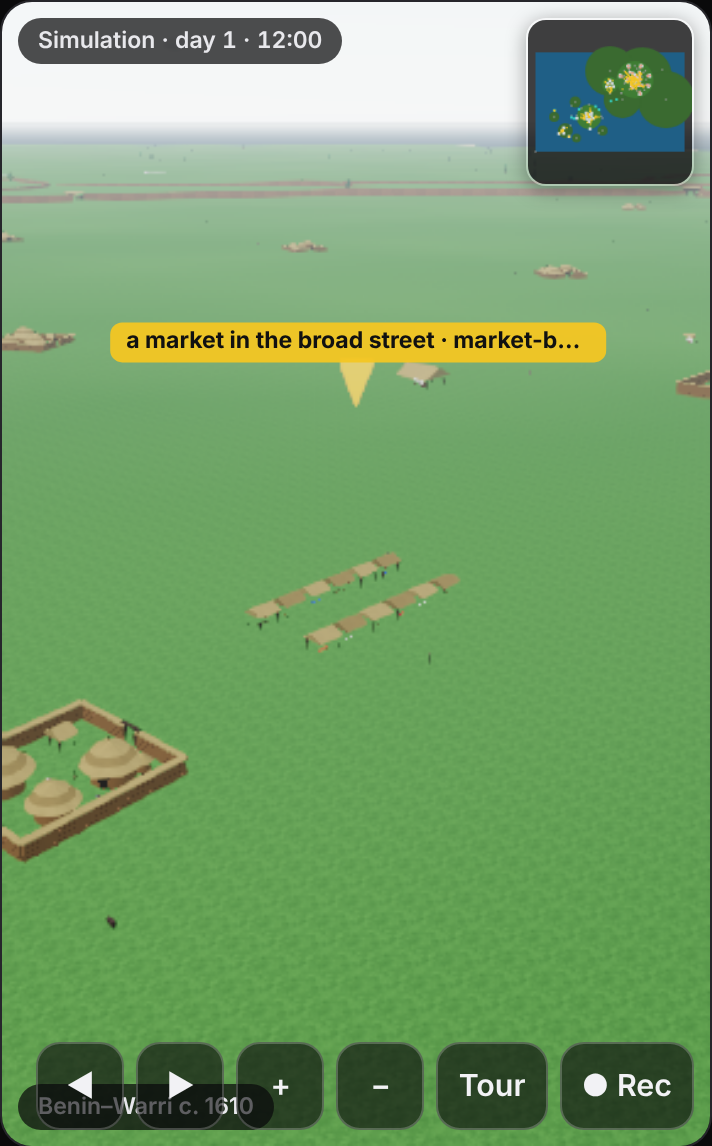 Simulation · day 1 · 12:00
a market in the broad street · market-b...
◀ ▶ + − Tour ● Rec
Benin–Warri c. 1610